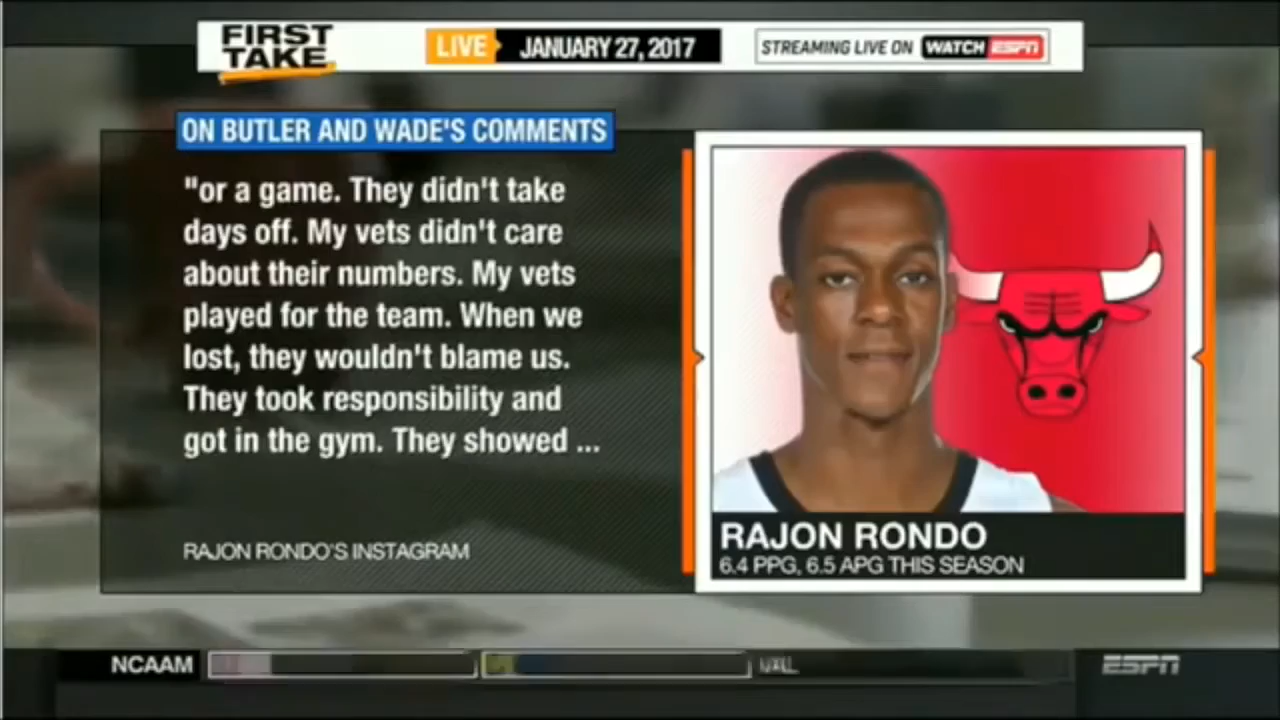 FIRST
TAKE
LIVE
JANUARY 27, 2017
STREAMING LIVE ON WATCH ESPN
ON BUTLER AND WADE'S COMMENTS
"or a game. They didn't take
days off. My vets didn't care
about their numbers. My vets
played for the team. When we
lost, they wouldn't blame us.
They took responsibility and
got in the gym. They showed ...
RAJON RONDO'S INSTAGRAM
RAJON RONDO
6.4 PPG, 6.5 APG THIS SEASON
NCAAM
ESPN